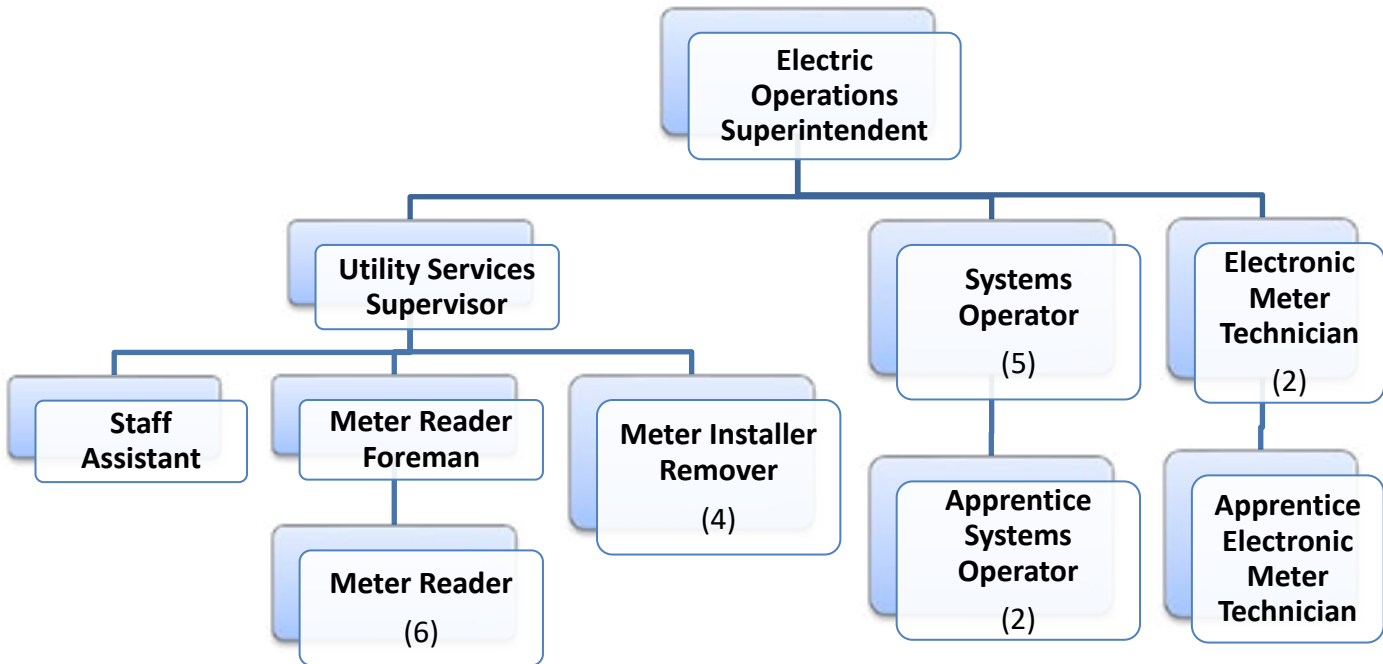 Electric
Operations
Superintendent
Utility Services
Supervisor
Systems
Operator
(5)
Electronic
Meter
Technician
(2)
Staff
Assistant
Meter Reader
Foreman
Meter Installer
Remover
(4)
Meter Reader
(6)
Apprentice
Systems
Operator
(2)
Apprentice
Electronic
Meter
Technician